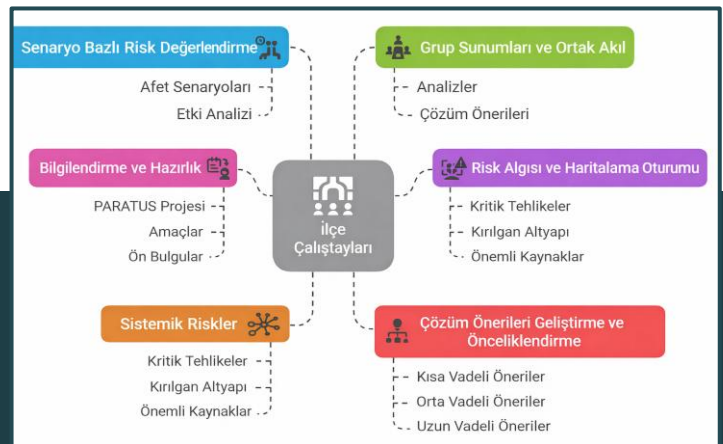 Senaryo Bazlı Risk Değerlendirme
Afet Senaryoları
Etki Analizi
Bilgilendirme ve Hazırlık
PARATUS Projesi
Amaçlar
Ön Bulgular
Sistemik Riskler
Kritik Tehlikeler
Kırılgan Altyapı
Önemli Kaynaklar
İlçe
Çalıştayları
Grup Sunumları ve Ortak Akıl
Analizler
Çözüm Önerileri
Risk Algısı ve Haritalama Oturumu
Kritik Tehlikeler
Kırılgan Altyapı
Önemli Kaynaklar
Çözüm Önerileri Geliştirme ve
Önceliklendirme
Kısa Vadeli Öneriler
Orta Vadeli Öneriler
Uzun Vadeli Öneriler